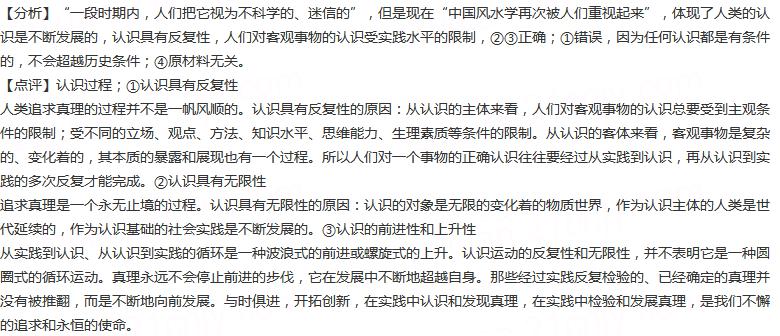 【分析】“一段时期内，人们把它视为不科学的、迷信的”，但是现在“中国风水学再次被人们重视起来”，体现了人类的认
识是不断发展的，认识具有反复性，人们对客观事物的认识受实践水平的限制，②③正确；①错误，因为任何认识都是有条件
的，不会超越历史条件；④原材料无关。
【点评】认识过程；①认识具有反复性
人类追求真理的过程并不是一帆风顺的。认识具有反复性的原因：从认识的主体来看，人们对客观事物的认识总要受到主观条
件的限制；受不同的立场、观点、方法、知识水平、思维能力、生理素质等条件的限制。从认识的客体来看，客观事物是复杂
的、变化着的，其本质的暴露和展现也有一个过程。所以人们对一个事物的正确认识往往要经过从实践到认识，再从认识到实
践的多次反复才能完成。②认识具有无限性
追求真理是一个永无止境的过程。认识具有无限性的原因：认识的对象是无限的变化着的物质世界，作为认识主体的人类是世
代延续的，作为认识基础的社会实践是不断发展的。③认识的前进性和上升性
从实践到认识、从认识到实践的循环是一种波浪式的前进或螺旋式的上升。认识运动的反复性和无限性，并不表明它是一种圆
圈式的循环运动。真理永远不会停止前进的步伐，它在发展中不断地超越自身。那些经过实践反复检验的、已经确定的真理并
没有被推翻，而是不断地向前发展。与时俱进，开拓创新，在实践中认识和发现真理，在实践中检验和发展真理，是我们不懈
的追求和永恒的使命。